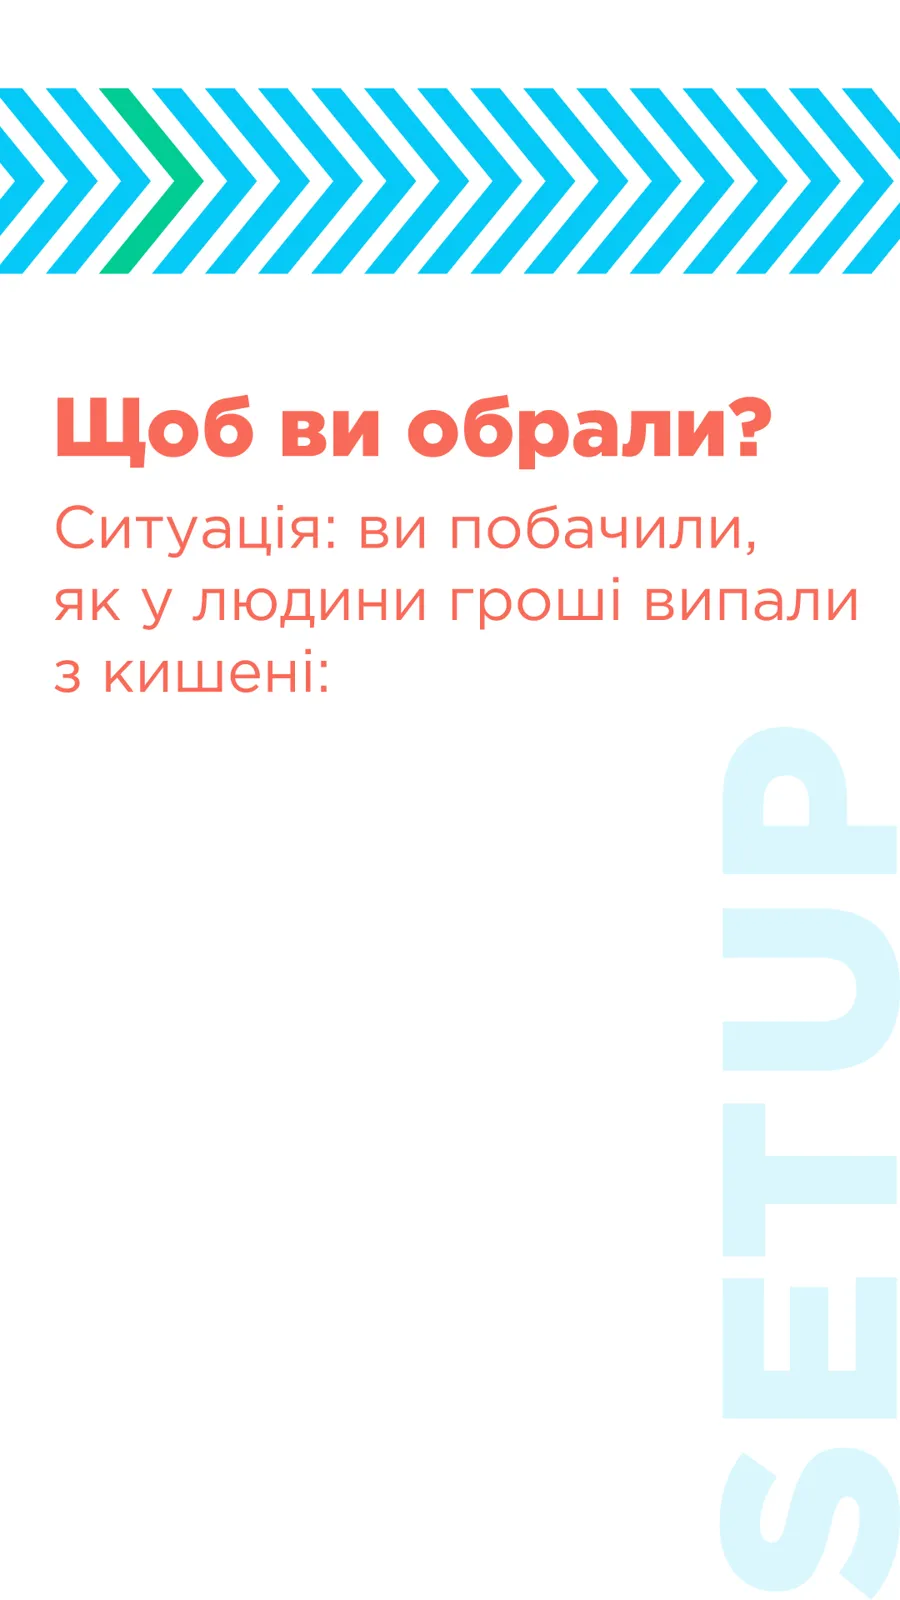 Щоб ви обрали?
Ситуація: ви побачили,
як у людини гроші випали
з кишені:
SETUP